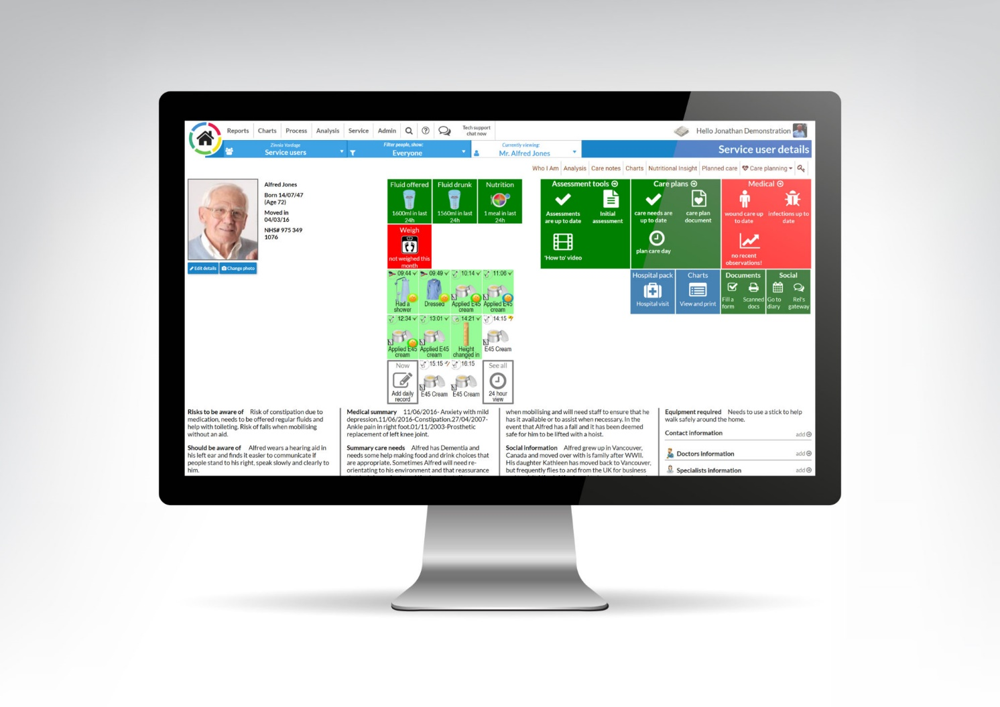 Reports Charts Process Analysis Service Admin Tech support
chat now
Hello Jonathan Demonstration
Zinnia Yardage
Service users
Filter people, show:
Everyone
Currently viewing:
Mr. Alfred Jones
Service user details
Who I Am Analysis Care notes Charts Nutritional Insight Planned care Care planning
Alfred Jones
Born 14/07/47
(Age 72)
Moved in
04/03/16
NHS# 975 349
1076
Edit details Change photo
Fluid offered
1600ml in last
24h
Fluid drunk
1560ml in last
24h
Nutrition
1 meal in last
24h
Weigh
not weighed this
month
09:44
Had a
shower
09:49
Dressed
10:14
Applied E45
cream
11:06
Applied E45
cream
12:34
Applied E45
cream
13:01
Applied E45
cream
14:21
Height
changed in
14:15
E45 Cream
Now
Add daily
record
15:15
E45 Cream
16:15
E45 Cream
See all
24 hour
view
Assessment tools
Assessments
are up to date
Initial
assessment
'How to' video
Care plans
care needs are
up to date
care plan
document
plan care day
Medical
wound care up
to date
infections up to
date
no recent
observations!
Hospital pack
Hospital visit
Charts
View and print
Documents
Fill a
form
Scanned
docs
Social
Go to
diary
Rel's
gateway
Risks to be aware of Risk of constipation due to
medication, needs to be offered regular fluids and
help with toileting. Risk of falls when mobilising
without an aid.
Should be aware of Alfred wears a hearing aid in
his left ear and finds it easier to communicate if
people stand to his right, speak slowly and clearly to
him.
Medical summary 11/06/2016- Anxiety with mild
depression.11/06/2016-Constipation.27/04/2007-
Ankle pain in right foot.01/11/2003-Prosthetic
replacement of left knee joint.
Summary care needs Alfred has Dementia and
needs some help making food and drink choices that
are appropriate. Sometimes Alfred will need re-
orientating to his environment and that reassurance
when mobilising and will need staff to ensure that he
has it available or to assist when necessary. In the
event that Alfred has a fall and it has been deemed
safe for him to be lifted with a hoist.
Social information Alfred grew up in Vancouver,
Canada and moved over with is family after WWII.
His daughter Kathleen has moved back to Vancouver,
but frequently flies to and from the UK for business
Equipment required Needs to use a stick to help
walk safely around the home.
Contact information add
Doctors information add
Specialists information add